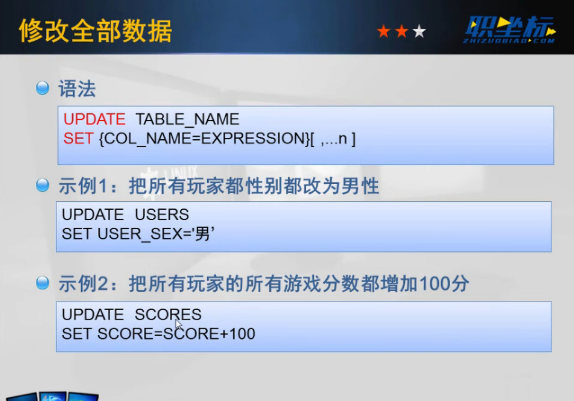 修改全部数据
职坐标
ZHIZUOBIAO.COM
语法
UPDATE TABLE_NAME
SET {COL_NAME=EXPRESSION}[ ,...n ]
示例1：把所有玩家都性别都改为男性
UPDATE USERS
SET USER_SEX='男'
示例2：把所有玩家的所有游戏分数都增加100分
UPDATE SCORES
SET SCORE=SCORE+100